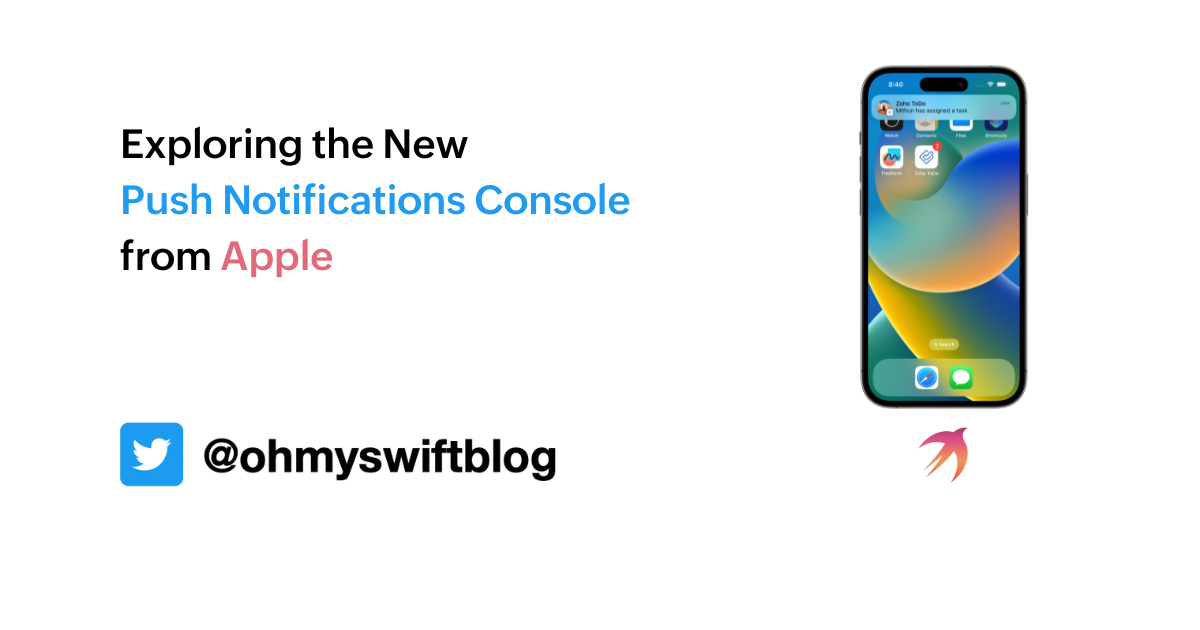 Exploring the New
Push Notifications Console
from Apple
@ohmyswiftblog
8:40
Zoho ToDo
now
Mithun has assigned a task
Watch
Contacts
Files
Shortcuts
2
Freeform
Zoho ToDo
Search